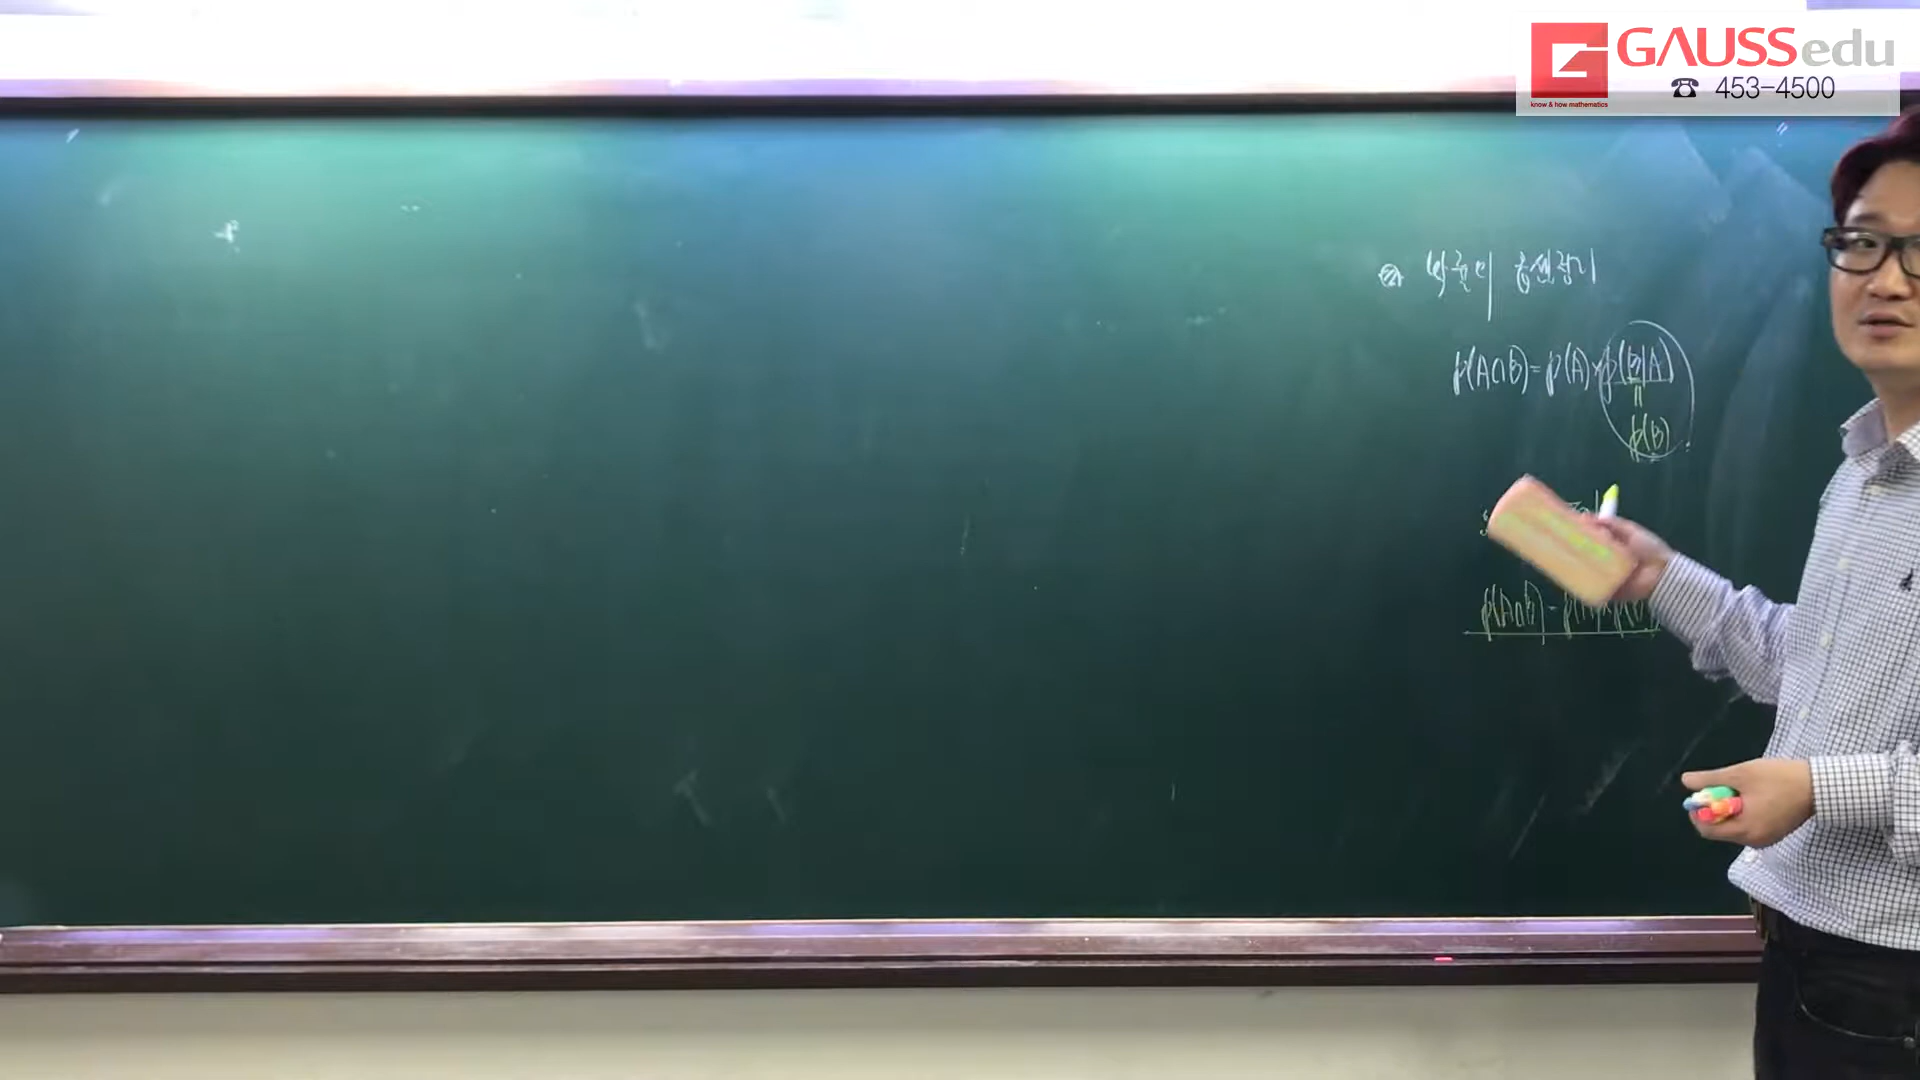 GAUSSedu
know & how mathematics
☎ 453-4500
확률의 곱셈정리
P(A∩B)=P(A)×P(B|A)
=
P(B)
P(A∩B)=P(A)×P(B)